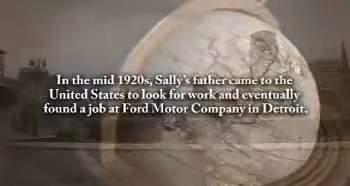 In the mid 1920s, Sally's father came to the
United States to look for work and eventually
found a job at Ford Motor Company in Detroit.